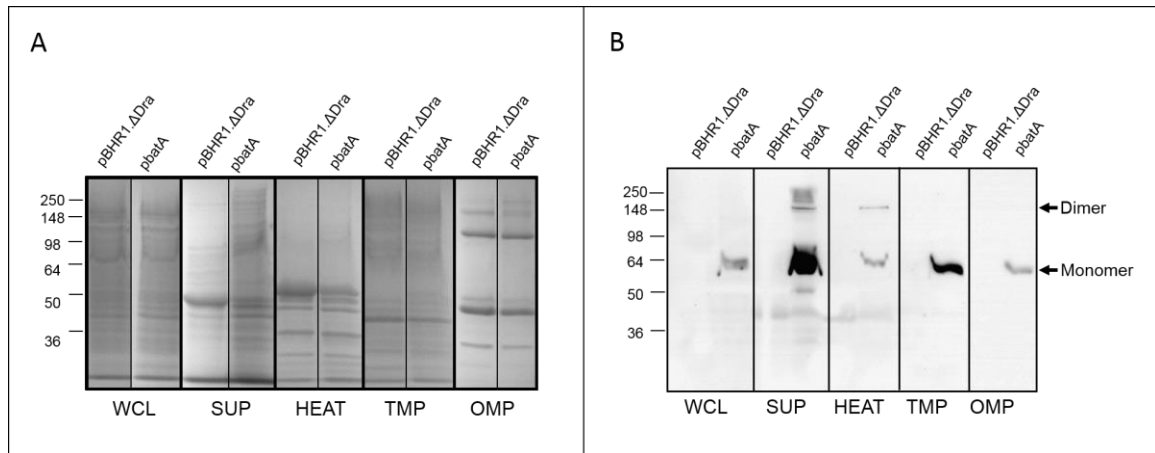 A
pBHR1.ΔDra
pbatA
pBHR1.ΔDra
pbatA
pBHR1.ΔDra
pbatA
pBHR1.ΔDra
pbatA
pBHR1.ΔDra
pbatA
250
148
98
64
50
36
WCL SUP HEAT TMP OMP
B
pBHR1.ΔDra
pbatA
pBHR1.ΔDra
pbatA
pBHR1.ΔDra
pbatA
pBHR1.ΔDra
pbatA
pBHR1.ΔDra
pbatA
250
148
98
64
50
36
Dimer
Monomer
WCL SUP HEAT TMP OMP